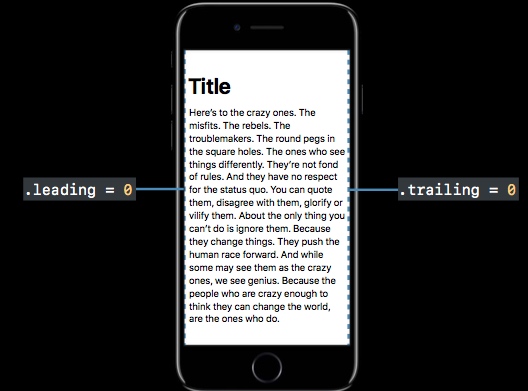 Title
Here's to the crazy ones. The
misfits. The rebels. The
troublemakers. The round pegs in
the square holes. The ones who see
things differently. They're not fond
of rules. And they have no respect
for the status quo. You can quote
them, disagree with them, glorify or
vilify them. About the only thing you
can't do is ignore them. Because
they change things. They push the
human race forward. And while
some may see them as the crazy
ones, we see genius. Because the
people who are crazy enough to
think they can change the world,
are the ones who do.
.leading = 0
.trailing = 0